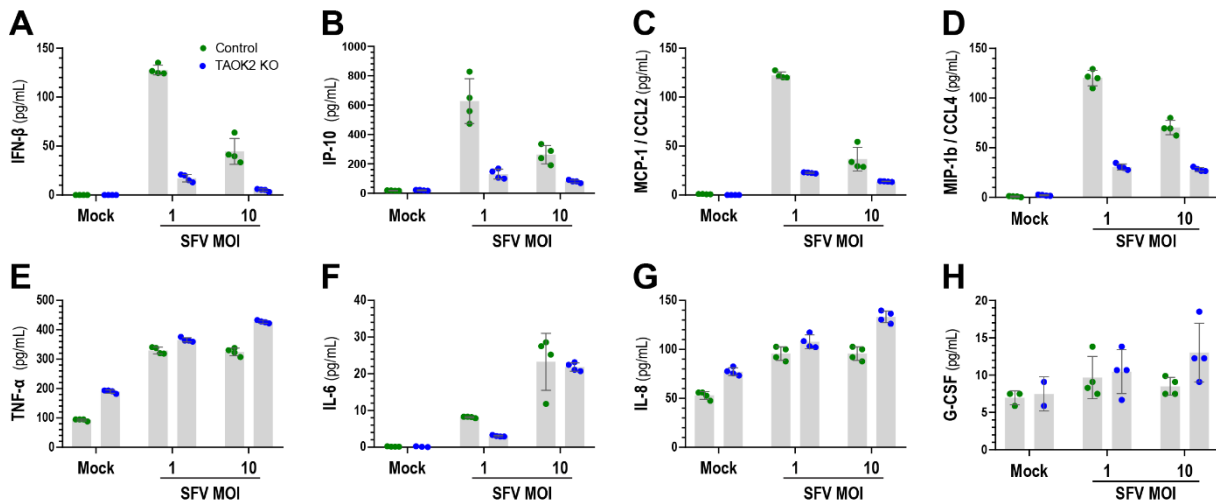 A
IFN-β (pg/mL)
150
100
50
0
Control
TAOK2 KO
Mock
1
10
SFV MOI
B
IP-10 (pg/mL)
1000
800
600
400
200
0
Mock
1
10
SFV MOI
C
MCP-1 / CCL2 (pg/mL)
150
100
50
0
Mock
1
10
SFV MOI
D
MIP-1b / CCL4 (pg/mL)
150
100
50
0
Mock
1
10
SFV MOI
E
TNF-α (pg/mL)
500
400
300
200
100
0
Mock
1
10
SFV MOI
F
IL-6 (pg/mL)
40
30
20
10
0
Mock
1
10
SFV MOI
G
IL-8 (pg/mL)
150
100
50
0
Mock
1
10
SFV MOI
H
G-CSF (pg/mL)
20
15
10
5
0
Mock
1
10
SFV MOI